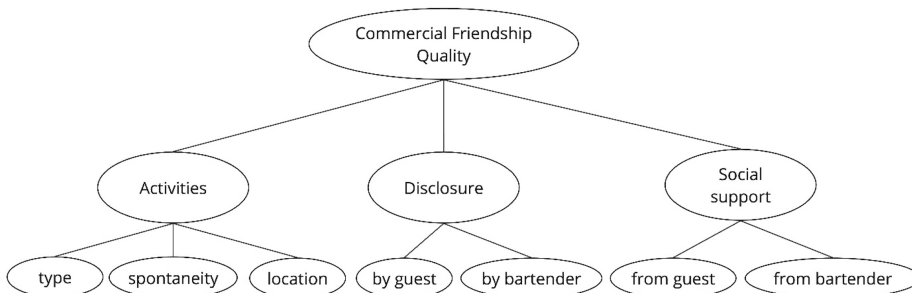 Commercial Friendship
Quality
Activities
Disclosure
Social
support
type
spontaneity
location
by guest
by bartender
from guest
from bartender